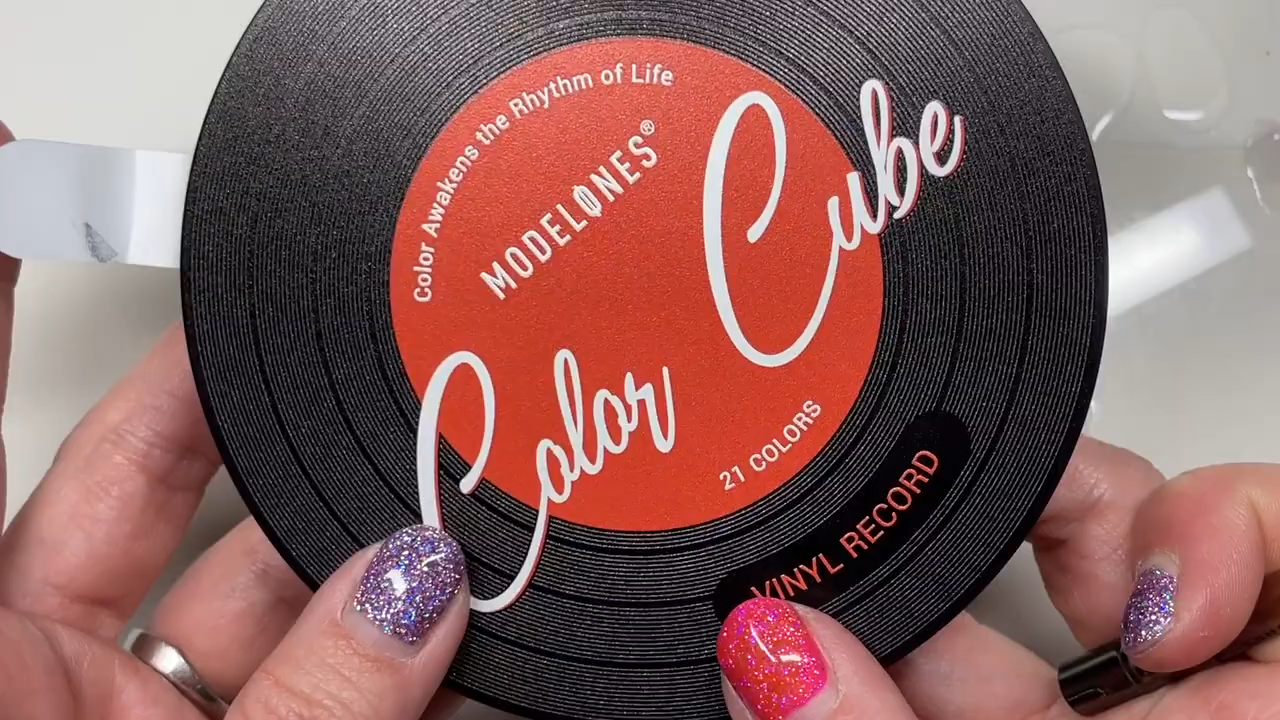 Color Awakens the Rhythm of Life
MODELONES®
Color Cube
21 COLORS
VINYL RECORD